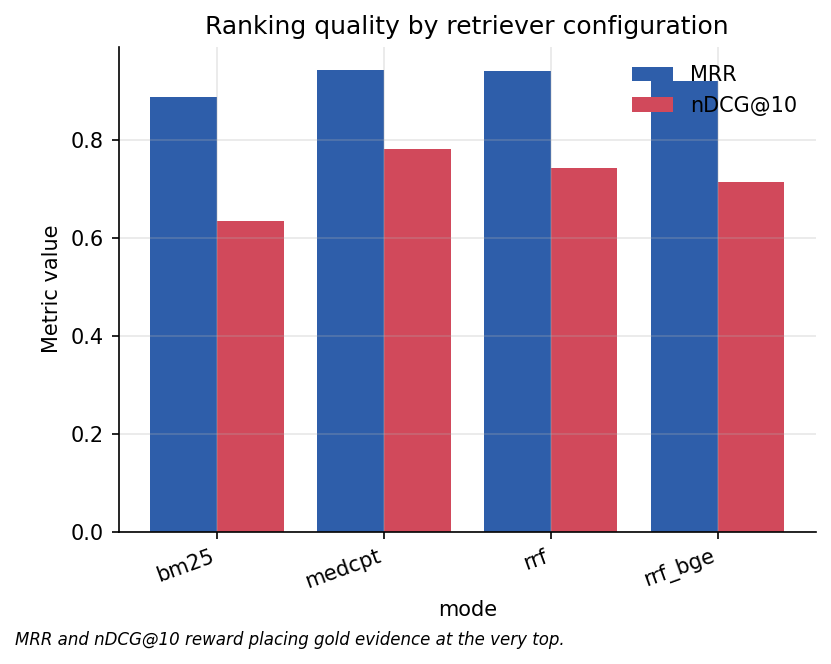 Ranking quality by retriever configuration
MRR
nDCG@10
Metric value
0.8
0.6
0.4
0.2
0.0
bm25
medcpt
rrf
rrf_bge
mode
MRR and nDCG@10 reward placing gold evidence at the very top.